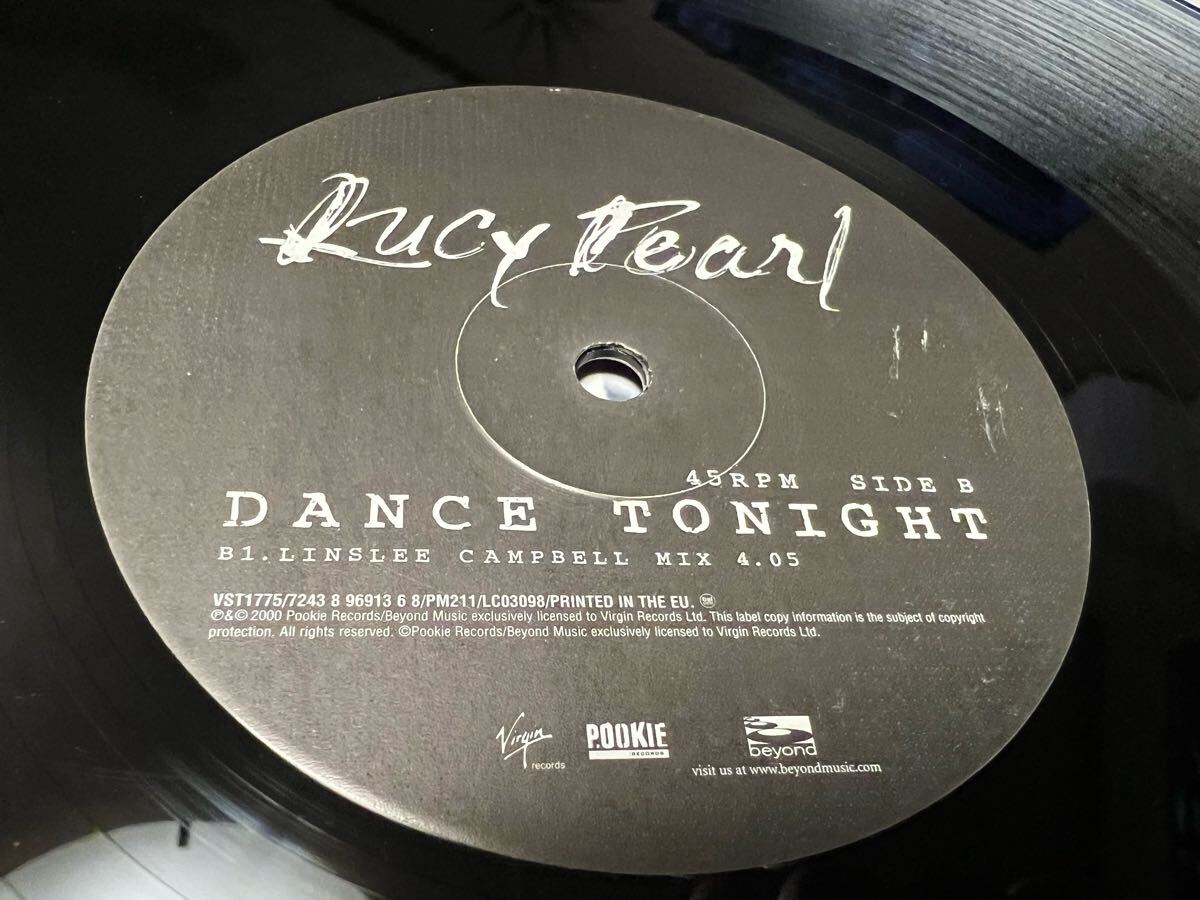 Lucy Pearl
45RPM SIDE B
DANCE TONIGHT
B1. LINSLEE CAMPBELL MIX 4.05
VST1775/7243 8 96913 6 8/PM211/LC03098/PRINTED IN THE EU.
℗&© 2000 Pookie Records/Beyond Music exclusively licensed to Virgin Records Ltd. This label copy information is the subject of copyright
protection. All rights reserved. ©Pookie Records/Beyond Music exclusively licensed to Virgin Records Ltd.
Virgin
records
POOKIE
RECORDS
beyond
visit us at www.beyondmusic.com